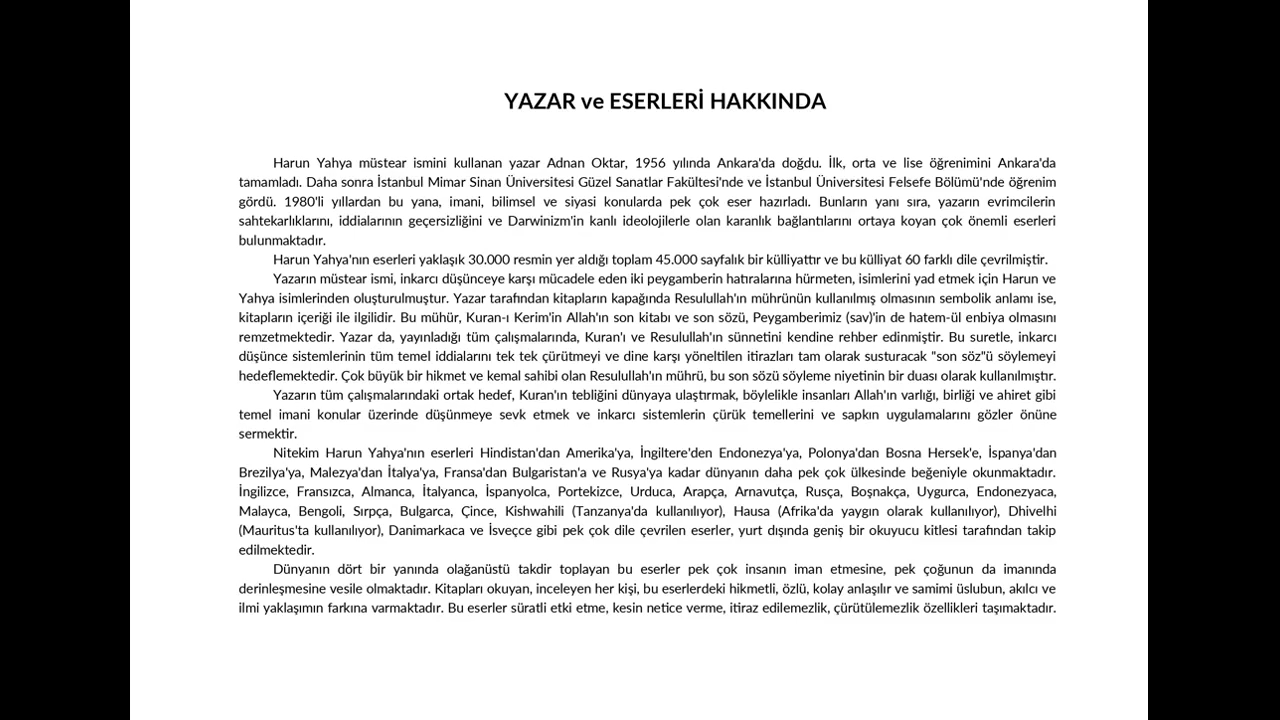 YAZAR ve ESERLERİ HAKKINDA
Harun Yahya müstear ismini kullanan yazar Adnan Oktar, 1956 yılında Ankara'da doğdu. İlk, orta ve lise öğrenimini Ankara'da
tamamladı. Daha sonra İstanbul Mimar Sinan Üniversitesi Güzel Sanatlar Fakültesi'nde ve İstanbul Üniversitesi Felsefe Bölümü'nde öğrenim
gördü. 1980'li yıllardan bu yana, imani, bilimsel ve siyasi konularda pek çok eser hazırladı. Bunların yanı sıra, yazarın evrimcilerin
sahtekarlıklarını, iddialarının geçersizliğini ve Darwinizm'in kanlı ideolojilerle olan karanlık bağlantılarını ortaya koyan çok önemli eserleri
bulunmaktadır.
Harun Yahya'nın eserleri yaklaşık 30.000 resmin yer aldığı toplam 45.000 sayfalık bir külliyattır ve bu külliyat 60 farklı dile çevrilmiştir.
Yazarın müstear ismi, inkarcı düşünceye karşı mücadele eden iki peygamberin hatıralarına hürmeten, isimlerini yad etmek için Harun ve
Yahya isimlerinden oluşturulmuştur. Yazar tarafından kitapların kapağında Resulullah'ın mührünün kullanılmış olmasının sembolik anlamı ise,
kitapların içeriği ile ilgilidir. Bu mühür, Kuran-ı Kerim'in Allah'ın son kitabı ve son sözü, Peygamberimiz (sav)'in de hatem-ül enbiya olmasını
remzetmektedir. Yazar da, yayınladığı tüm çalışmalarında, Kuran'ı ve Resulullah'ın sünnetini kendine rehber edinmiştir. Bu suretle, inkarcı
düşünce sistemlerinin tüm temel iddialarını tek tek çürütmeyi ve dine karşı yöneltilen itirazları tam olarak susturacak "son söz"ü söylemeyi
hedeflemektedir. Çok büyük bir hikmet ve kemal sahibi olan Resulullah'ın mührü, bu son sözü söyleme niyetinin bir duası olarak kullanılmıştır.
Yazarın tüm çalışmalarındaki ortak hedef, Kuran'ın tebliğini dünyaya ulaştırmak, böylelikle insanları Allah'ın varlığı, birliği ve ahiret gibi
temel imani konular üzerinde düşünmeye sevk etmek ve inkarcı sistemlerin çürük temellerini ve sapkın uygulamalarını gözler önüne
sermektir.
Nitekim Harun Yahya'nın eserleri Hindistan'dan Amerika'ya, İngiltere'den Endonezya'ya, Polonya'dan Bosna Hersek'e, İspanya'dan
Brezilya'ya, Malezya'dan İtalya'ya, Fransa'dan Bulgaristan'a ve Rusya'ya kadar dünyanın daha pek çok ülkesinde beğeniyle okunmaktadır.
İngilizce, Fransızca, Almanca, İtalyanca, İspanyolca, Portekizce, Urduca, Arapça, Arnavutça, Rusça, Boşnakça, Uygurca, Endonezyaca,
Malayca, Bengoli, Sırpça, Bulgarca, Çince, Kishwahili (Tanzanya'da kullanılıyor), Hausa (Afrika'da yaygın olarak kullanılıyor), Dhivelhi
(Mauritus'ta kullanılıyor), Danimarkaca ve İsveçce gibi pek çok dile çevrilen eserler, yurt dışında geniş bir okuyucu kitlesi tarafından takip
edilmektedir.
Dünyanın dört bir yanında olağanüstü takdir toplayan bu eserler pek çok insanın iman etmesine, pek çoğunun da imanında
derinleşmesine vesile olmaktadır. Kitapları okuyan, inceleyen her kişi, bu eserlerdeki hikmetli, özlü, kolay anlaşılır ve samimi üslubun, akılcı ve
ilmi yaklaşımın farkına varmaktadır. Bu eserler süratli etki etme, kesin netice verme, itiraz edilemezlik, çürütülemezlik özellikleri taşımaktadır.